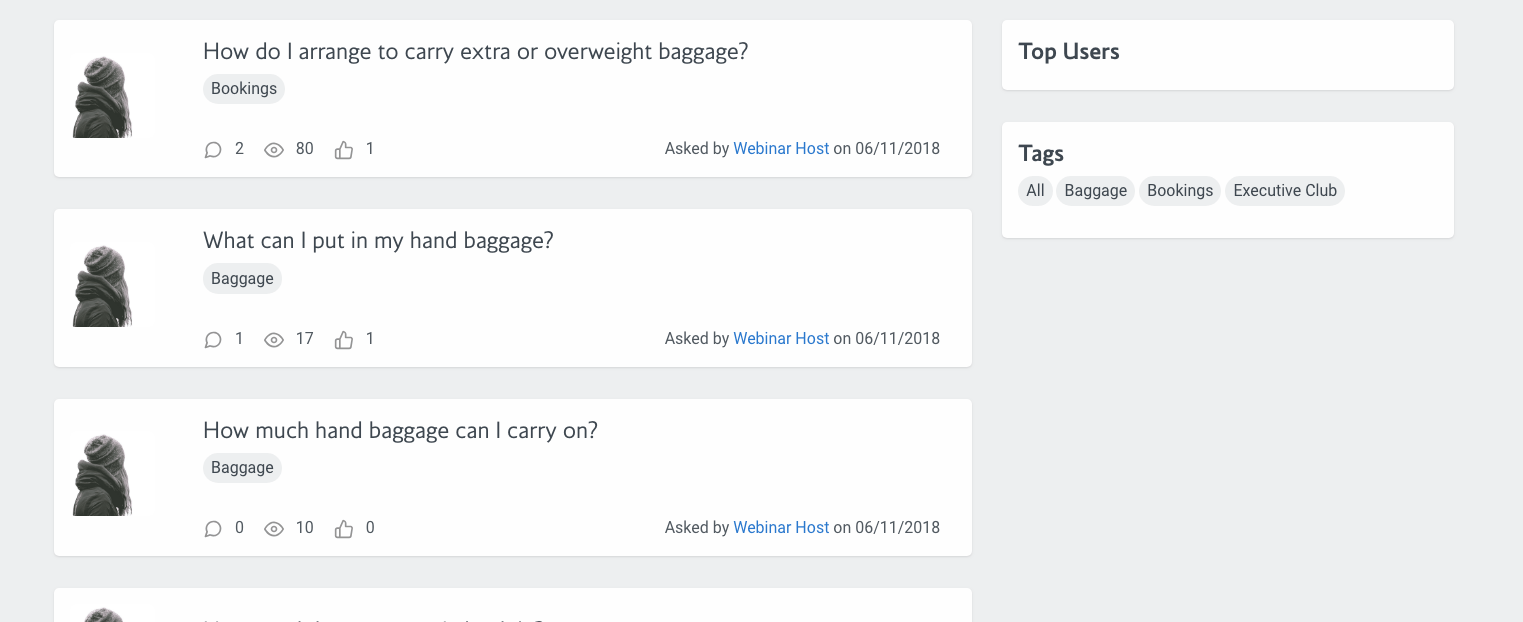 How do I arrange to carry extra or overweight baggage?
Bookings
2 80 1 Asked by Webinar Host on 06/11/2018
What can I put in my hand baggage?
Baggage
1 17 1 Asked by Webinar Host on 06/11/2018
How much hand baggage can I carry on?
Baggage
0 10 0 Asked by Webinar Host on 06/11/2018
Top Users
Tags
All Baggage Bookings Executive Club